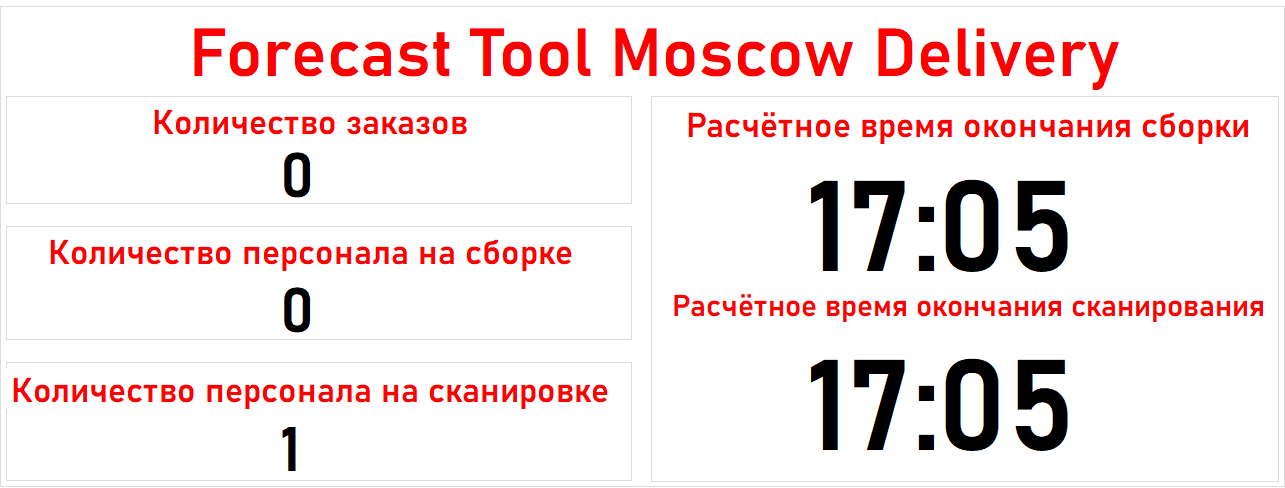 Forecast Tool Moscow Delivery
Количество заказов
0
Количество персонала на сборке
0
Количество персонала на сканировке
1
Расчётное время окончания сборки
17:05
Расчётное время окончания сканирования
17:05